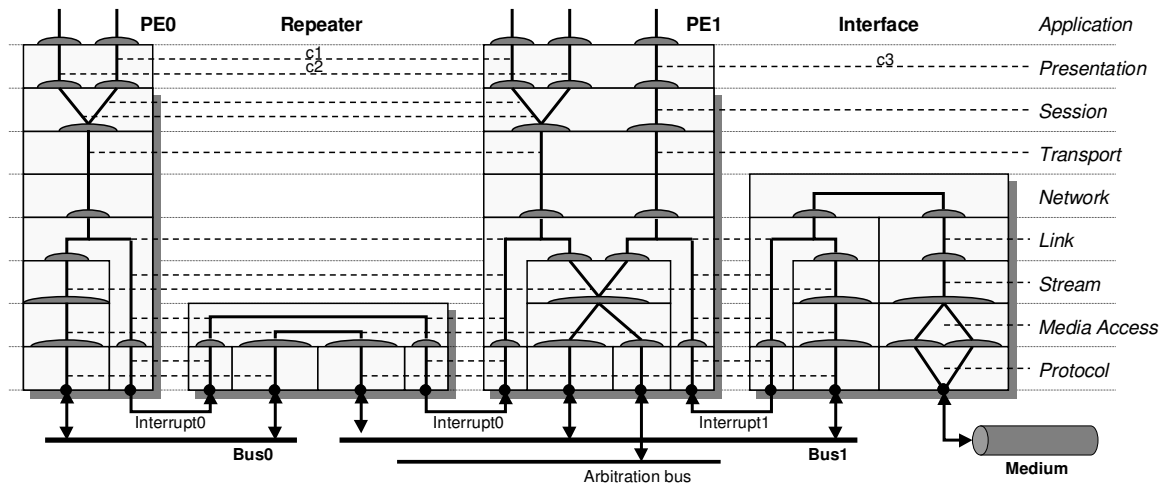 PE0 Repeater PE1 Interface Application
c1
c2 c3 Presentation
Session
Transport
Network
Link
Stream
Media Access
Protocol
Interrupt0 Interrupt0 Interrupt1
Bus0 Bus1
Medium
Arbitration bus